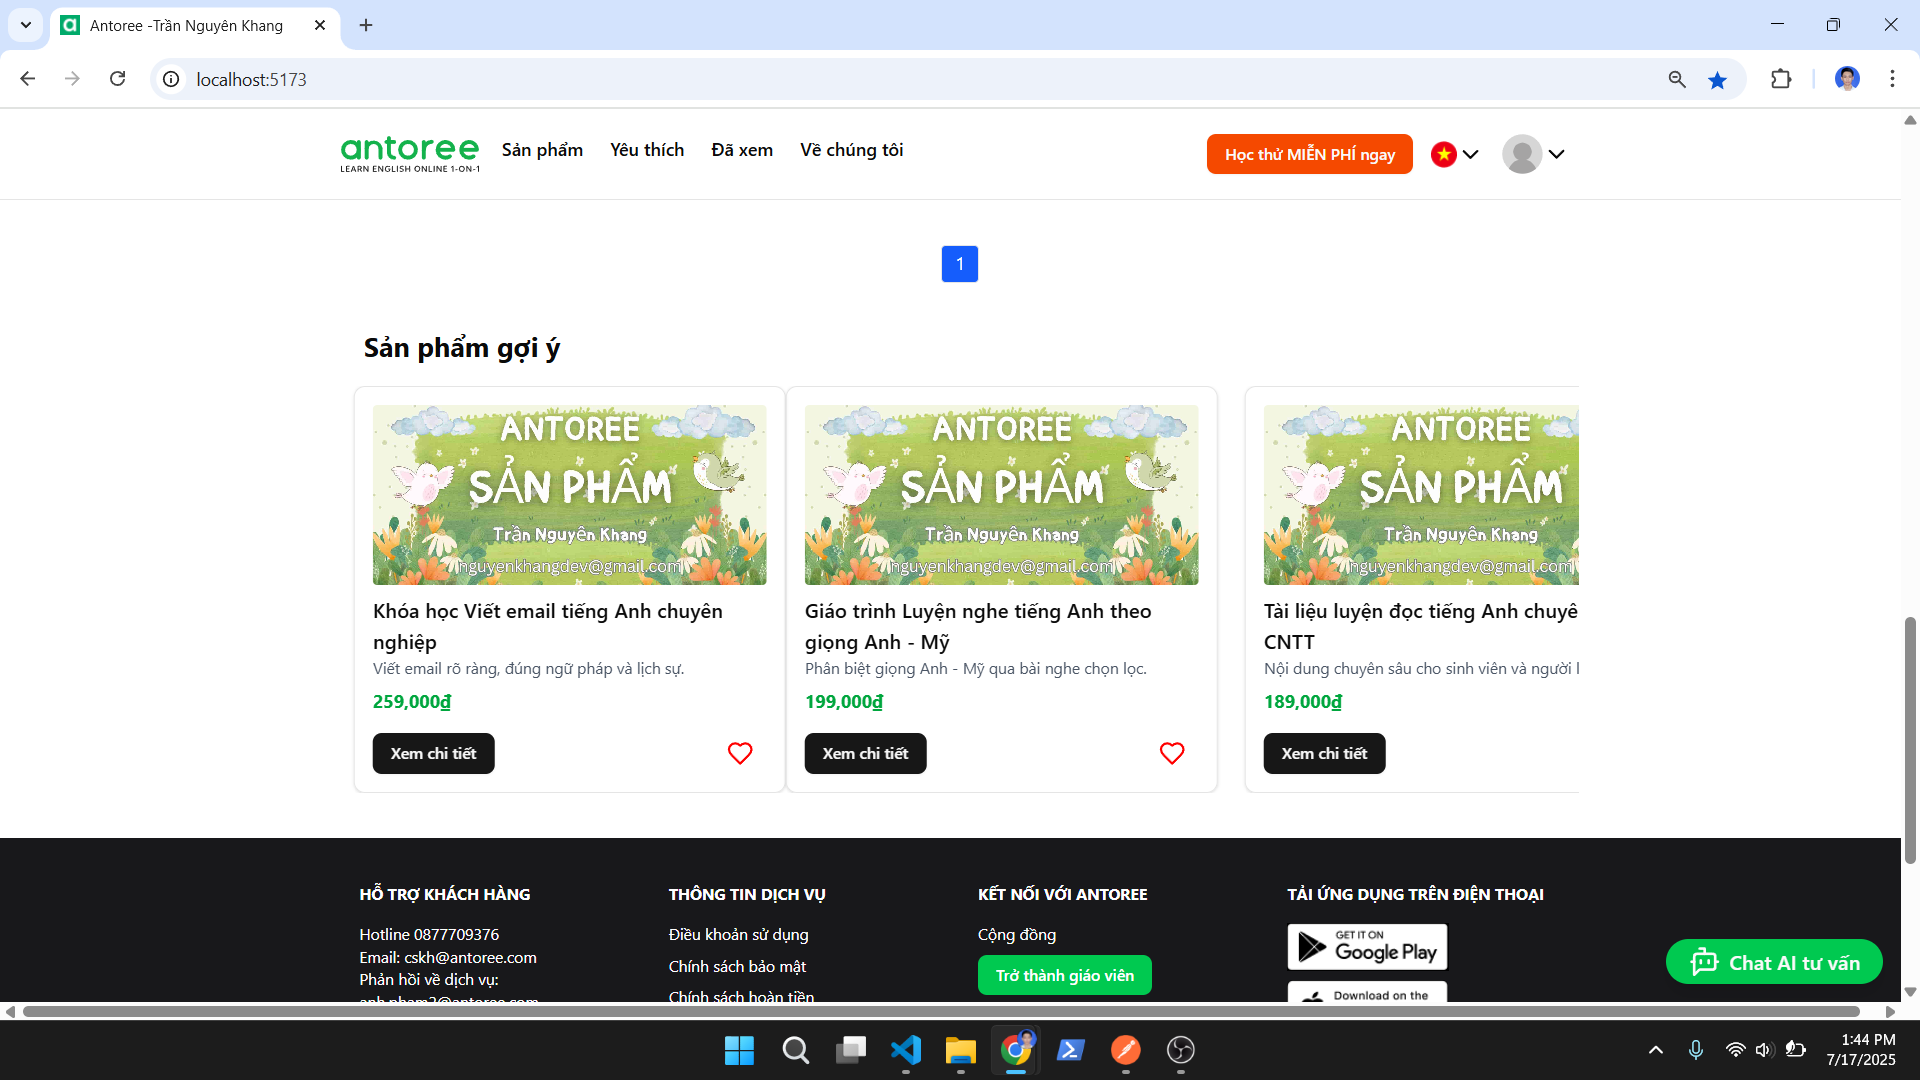 Antoree -Trần Nguyên Khang
localhost:5173
antoree
LEARN ENGLISH ONLINE 1-ON-1
Sản phẩm
Yêu thích
Đã xem
Về chúng tôi
Học thử MIỄN PHÍ ngay
1
Sản phẩm gợi ý
ANTOREE
SẢN PHẨM
Trần Nguyên Khang
nguyenkhangdev@gmail.com
Khóa học Viết email tiếng Anh chuyên
nghiệp
Viết email rõ ràng, đúng ngữ pháp và lịch sự.
259,000₫
Xem chi tiết
ANTOREE
SẢN PHẨM
Trần Nguyên Khang
nguyenkhangdev@gmail.com
Giáo trình Luyện nghe tiếng Anh theo
giọng Anh - Mỹ
Phân biệt giọng Anh - Mỹ qua bài nghe chọn lọc.
199,000₫
Xem chi tiết
ANTOREE
SẢN PHẨM
Trần Nguyên Khang
nguyenkhangdev@gmail.com
Tài liệu luyện đọc tiếng Anh chuyê
CNTT
Nội dung chuyên sâu cho sinh viên và người
189,000₫
Xem chi tiết
HỖ TRỢ KHÁCH HÀNG
Hotline 0877709376
Email: cskh@antoree.com
Phản hồi về dịch vụ:
anh.pham2@antoree.com
THÔNG TIN DỊCH VỤ
Điều khoản sử dụng
Chính sách bảo mật
Chính sách hoàn tiền
KẾT NỐI VỚI ANTOREE
Cộng đồng
Trở thành giáo viên
TẢI ỨNG DỤNG TRÊN ĐIỆN THOẠI
GET IT ON
Google Play
Download on the
Chat AI tư vấn
1:44 PM
7/17/2025